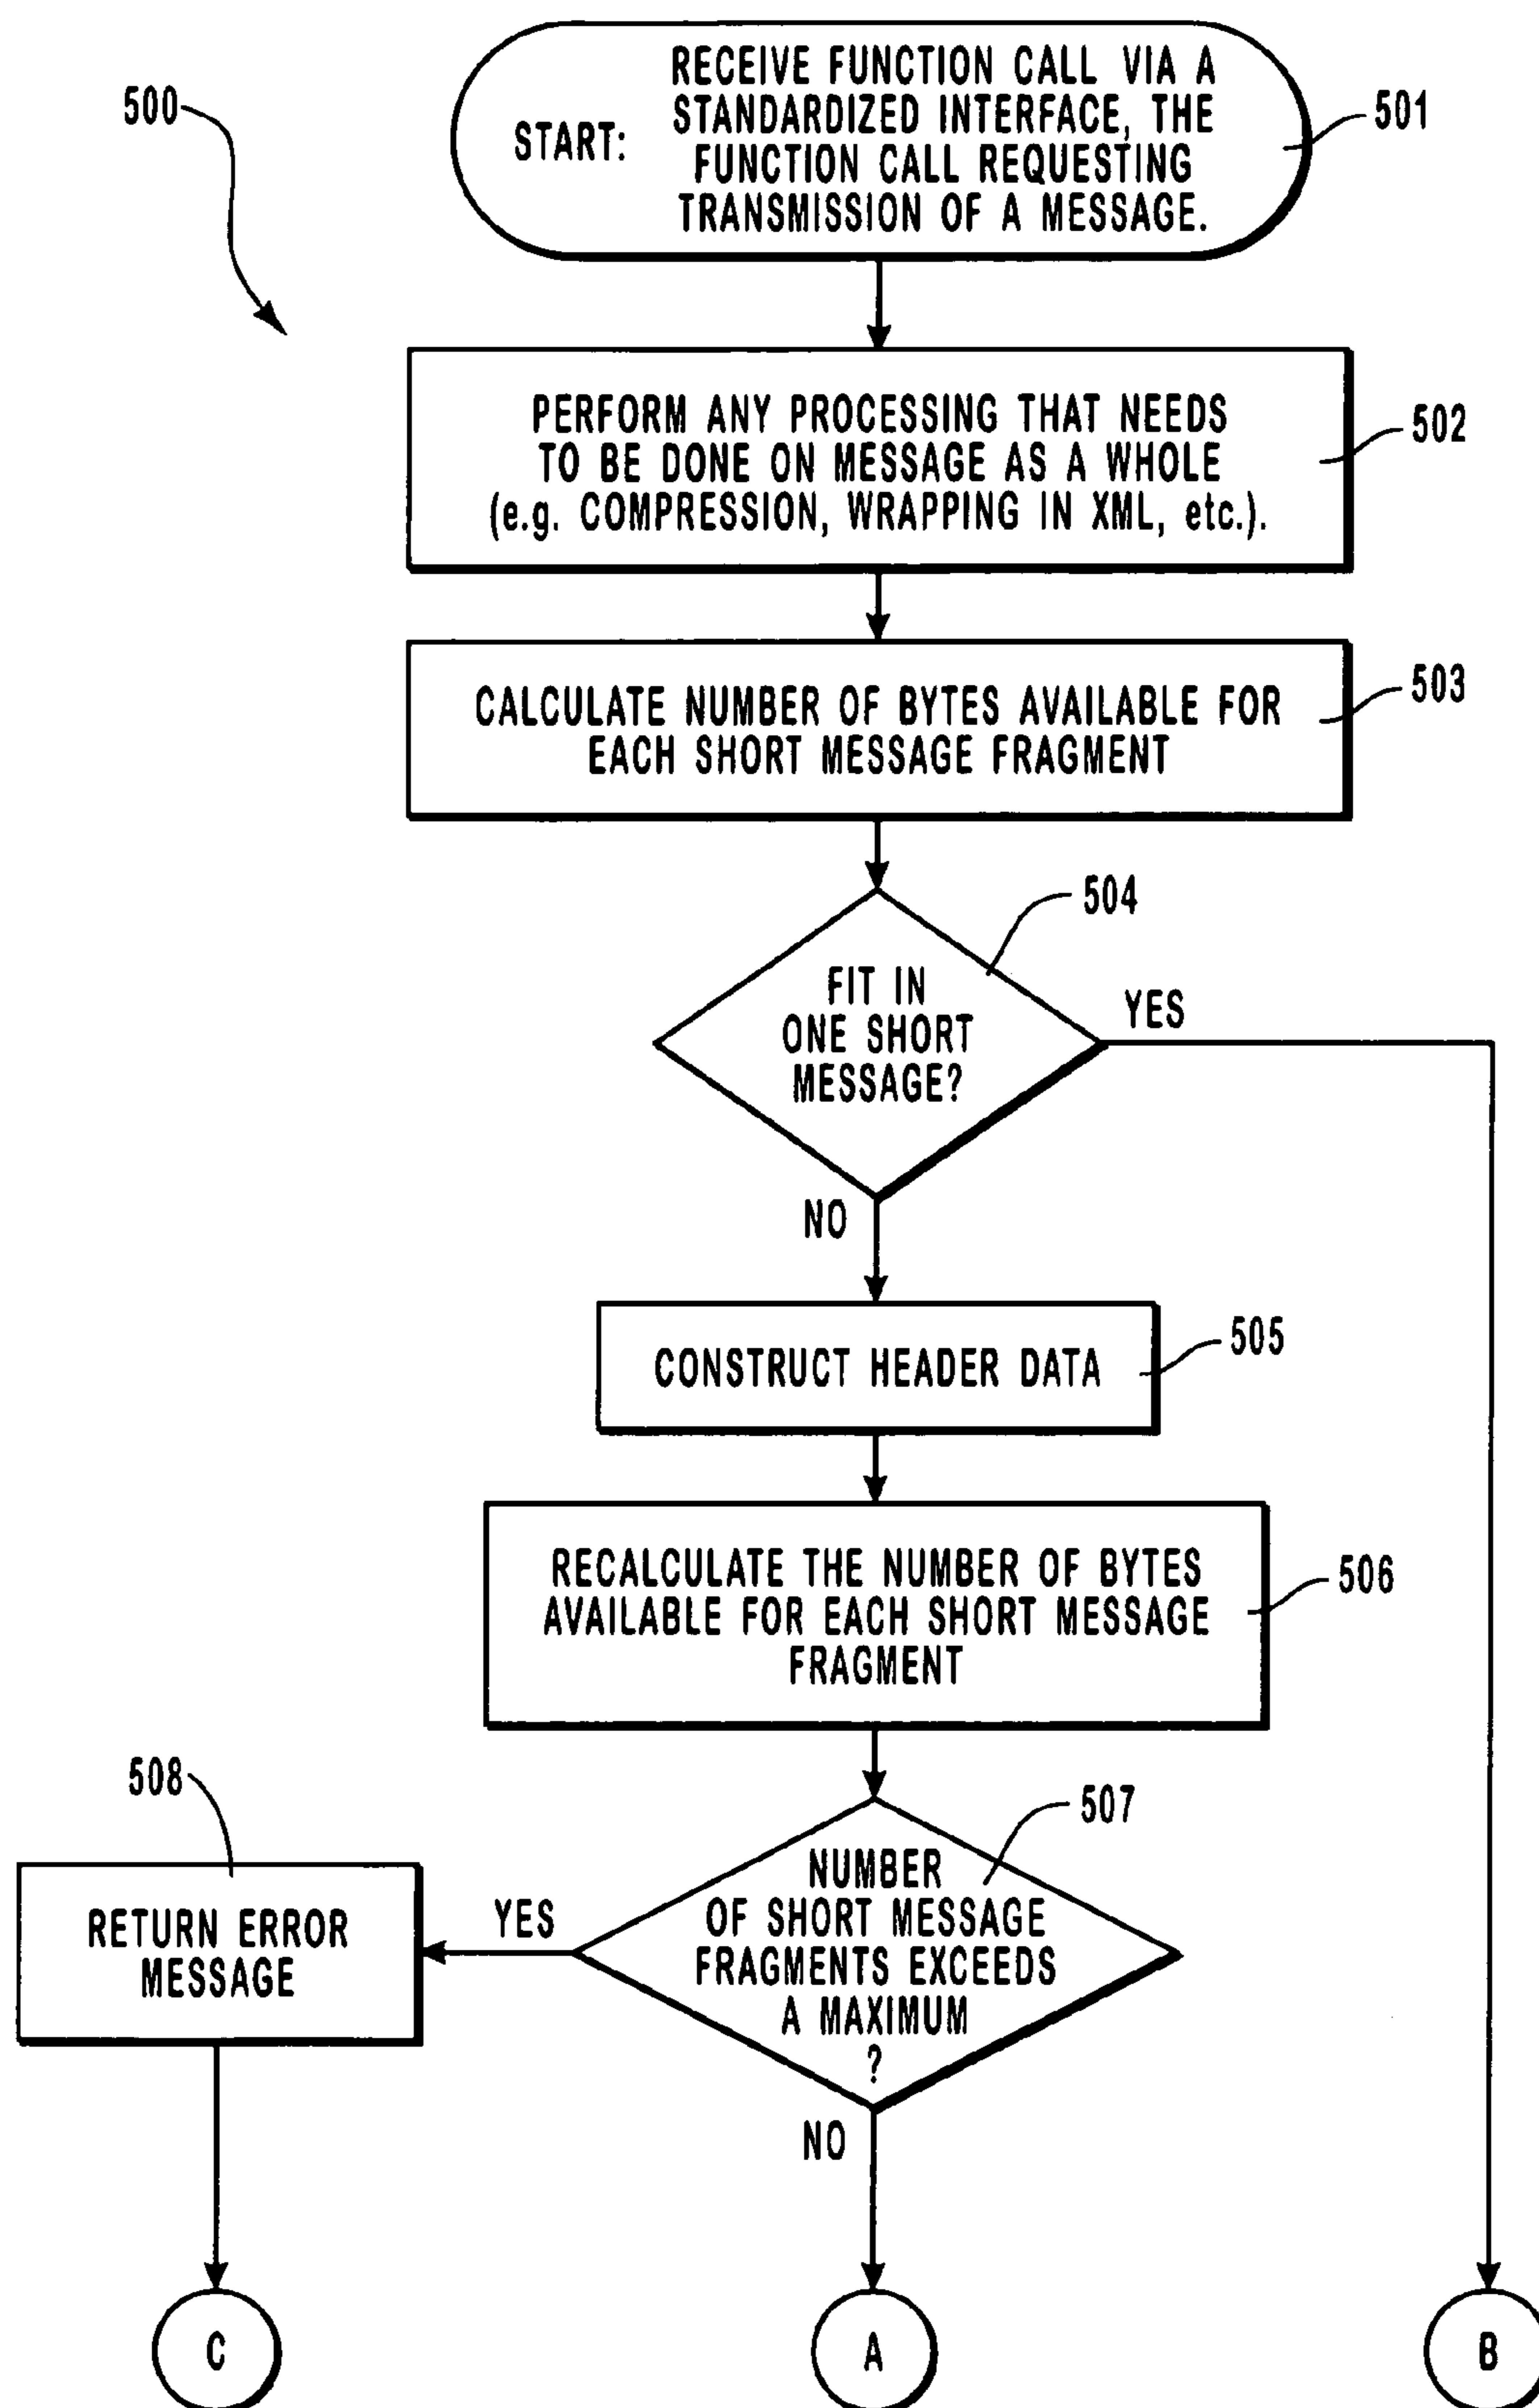 500
START:
RECEIVE FUNCTION CALL VIA A
STANDARDIZED INTERFACE, THE
FUNCTION CALL REQUESTING
TRANSMISSION OF A MESSAGE.
501
PERFORM ANY PROCESSING THAT NEEDS
TO BE DONE ON MESSAGE AS A WHOLE
(e.g. COMPRESSION, WRAPPING IN XML, etc.).
502
CALCULATE NUMBER OF BYTES AVAILABLE FOR
EACH SHORT MESSAGE FRAGMENT
503
504
FIT IN
ONE SHORT
MESSAGE?
YES
NO
CONSTRUCT HEADER DATA
505
RECALCULATE THE NUMBER OF BYTES
AVAILABLE FOR EACH SHORT MESSAGE
FRAGMENT
506
507
NUMBER
OF SHORT MESSAGE
FRAGMENTS EXCEEDS
A MAXIMUM
?
YES
508
RETURN ERROR
MESSAGE
NO
C
A
B